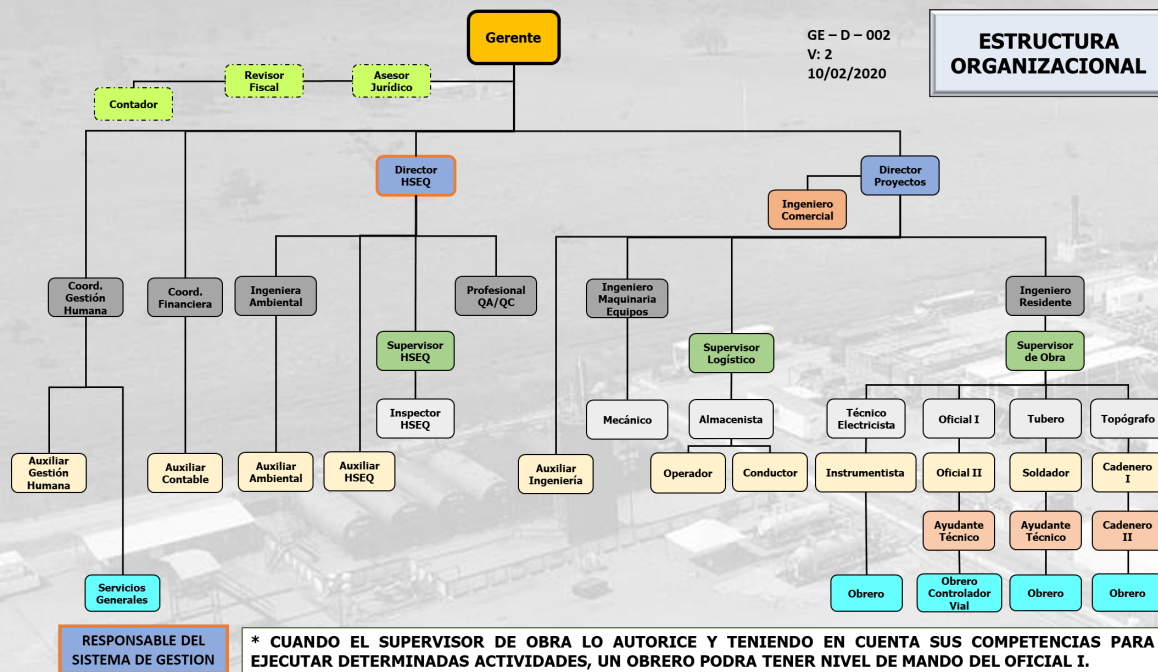 Gerente
GE – D – 002
V: 2
10/02/2020
ESTRUCTURA
ORGANIZACIONAL
Revisor
Fiscal
Asesor
Jurídico
Contador
Director
HSEQ
Director
Proyectos
Ingeniero
Comercial
Coord.
Gestión
Humana
Coord.
Financiera
Ingeniera
Ambiental
Profesional
QA/QC
Ingeniero
Maquinaria
Equipos
Ingeniero
Residente
Supervisor
HSEQ
Supervisor
Logístico
Supervisor
de Obra
Inspector
HSEQ
Mecánico
Almacenista
Técnico
Electricista
Oficial I
Tubero
Topógrafo
Auxiliar
Gestión
Humana
Auxiliar
Contable
Auxiliar
Ambiental
Auxiliar
HSEQ
Auxiliar
Ingeniería
Operador
Conductor
Instrumentista
Oficial II
Soldador
Cadenero
I
Ayudante
Técnico
Ayudante
Técnico
Cadenero
II
Servicios
Generales
Obrero
Obrero
Controlador
Vial
Obrero
Obrero
RESPONSABLE DEL
SISTEMA DE GESTION
* CUANDO EL SUPERVISOR DE OBRA LO AUTORICE Y TENIENDO EN CUENTA SUS COMPETENCIAS PARA
EJECUTAR DETERMINADAS ACTIVIDADES, UN OBRERO PODRA TENER NIVEL DE MANDO DEL OFICIAL I.